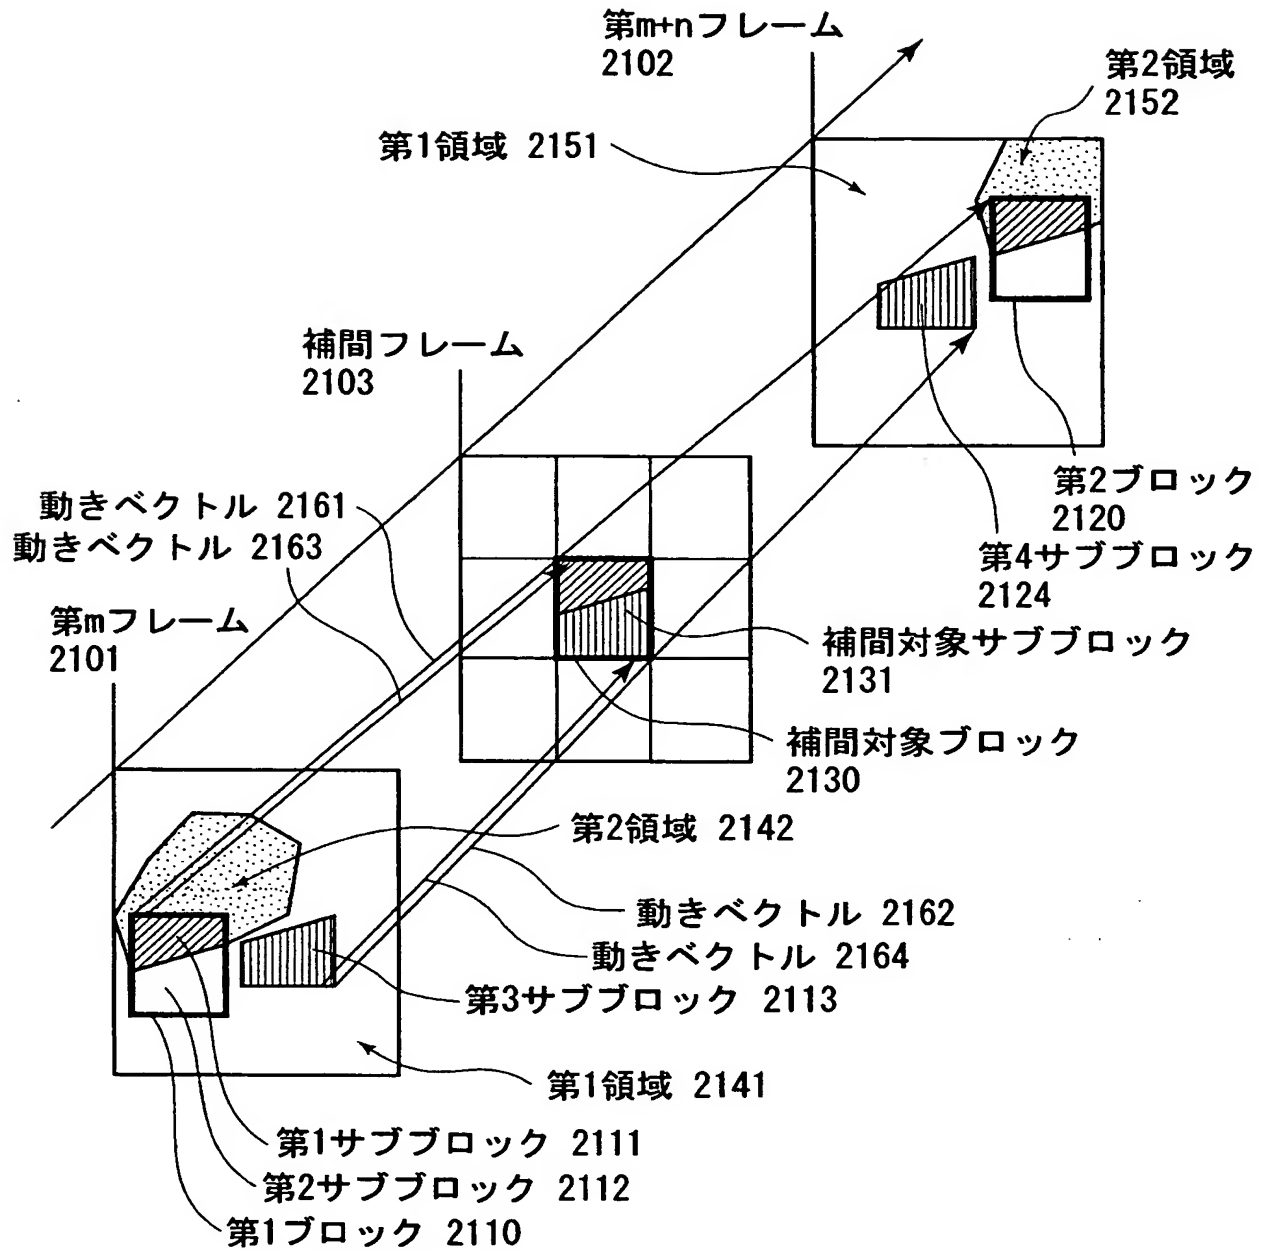 第m+nフレーム
2102
第2領域
2152
第1領域 2151
補間フレーム
2103
第2ブロック
2120
動きベクトル 2161
動きベクトル 2163
第4サブブロック
2124
第mフレーム
2101
補間対象サブブロック
2131
補間対象ブロック
2130
第2領域 2142
動きベクトル 2162
動きベクトル 2164
第3サブブロック 2113
第1領域 2141
第1サブブロック 2111
第2サブブロック 2112
第1ブロック 2110